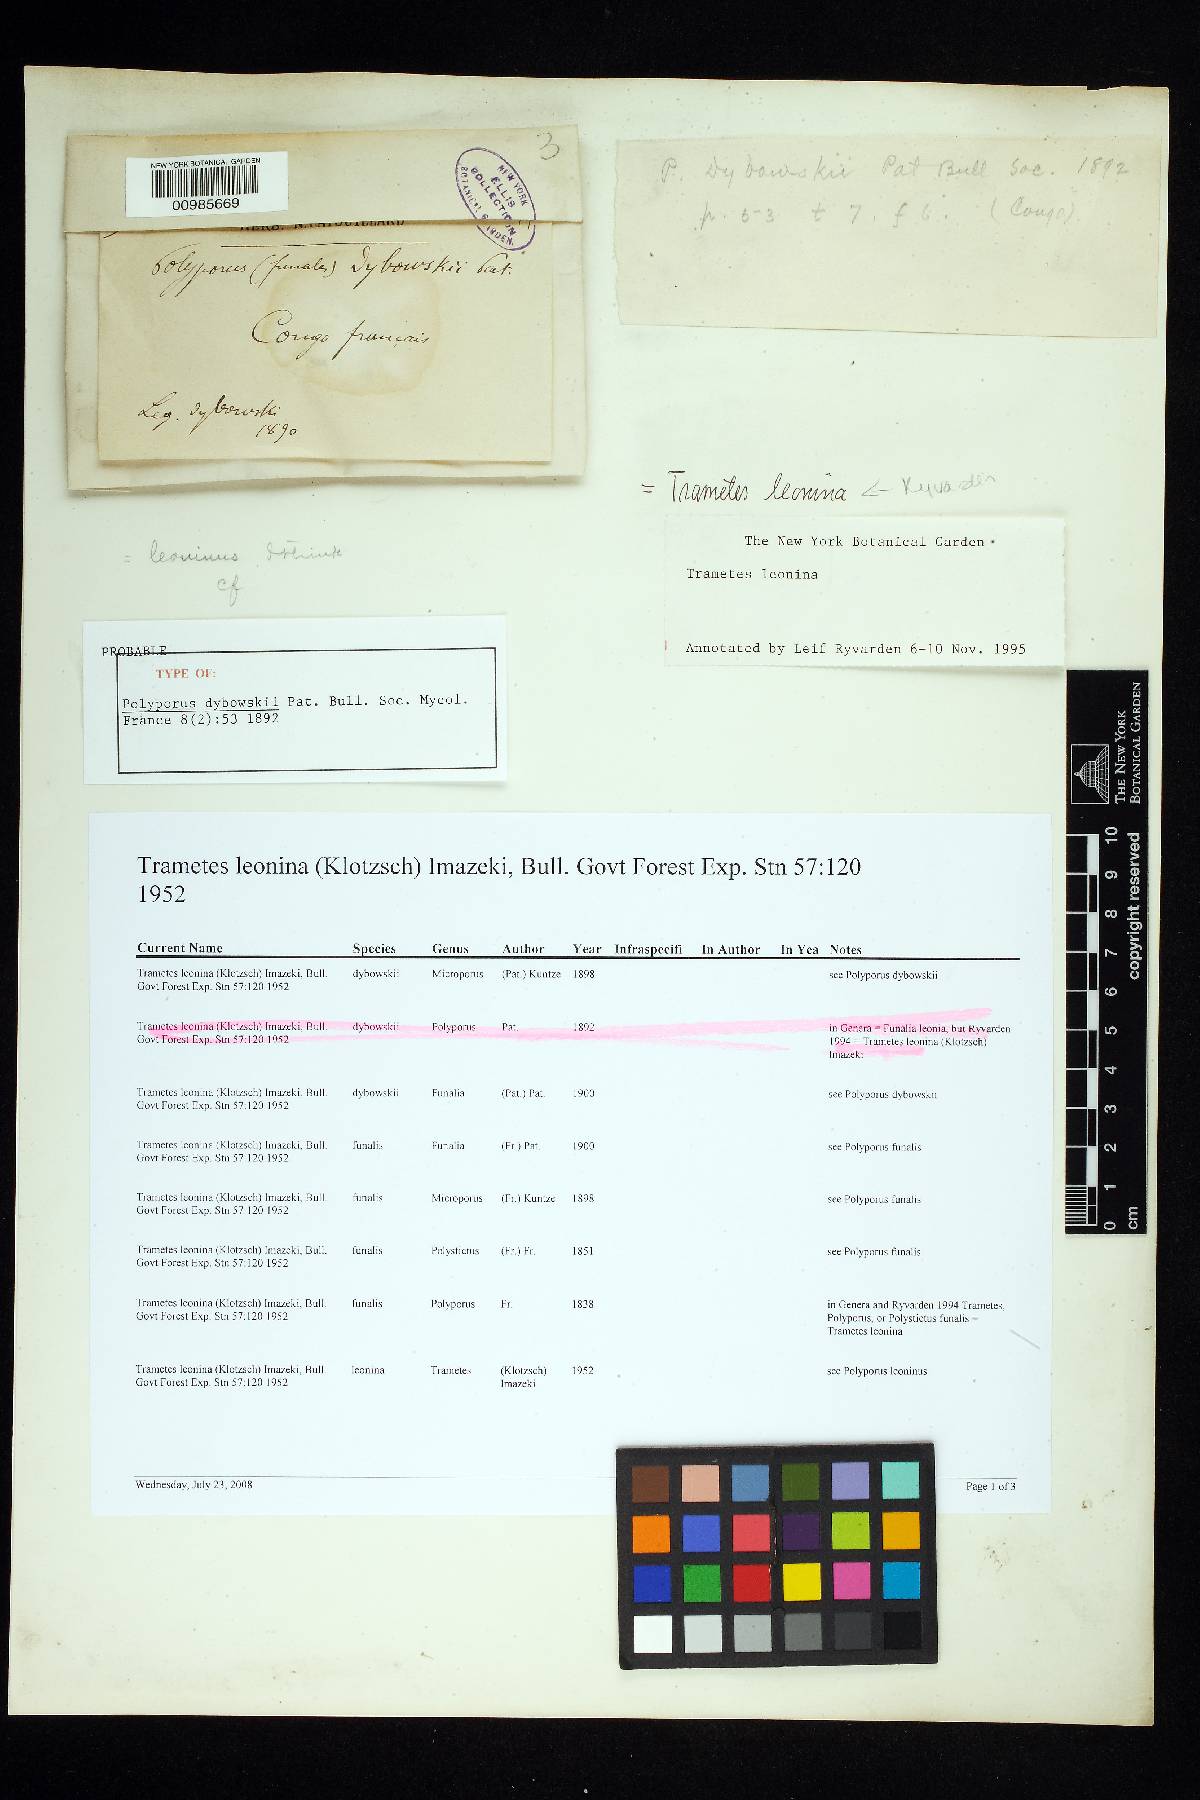 3
NEW YORK BOTANICAL GARDEN
00985669
NEW YORK
ELLIS
COLLECTION
BOTANICAL GARDEN.
HERB. N. PATOUILLARD
Polyporus (funales) Dybowskii Pat.
Congo français
Leg. Dybowski
1890
P. Dybowskii Pat Bull Soc. 1892
p. 53 t 7. f 6. (Congo)
= Trametes leonina <- Ryvarden
The New York Botanical Garden
Trametes leonina
Annotated by Leif Ryvarden 6-10 Nov. 1995
= leoninus
cf
PROBABLE
TYPE OF:
Polyporus dybowskii Pat. Bull. Soc. Mycol.
France 8(2):53 1892
Trametes leonina (Klotzsch) Imazeki, Bull. Govt Forest Exp. Stn 57:120
1952
Current Name Species Genus Author Year Infraspecifi In Author In Yea Notes
Trametes leonina (Klotzsch) Imazeki, Bull. dybowskii Microporus (Pat.) Kuntze 1898 see Polyporus dybowskii
Govt Forest Exp. Stn 57:120 1952
Trametes leonina (Klotzsch) Imazeki, Bull. dybowskii Polyporus Pat. 1892 in Genera = Funalia leonia, but Ryvarden
Govt Forest Exp. Stn 57:120 1952 1994 = Trametes leonina (Klotzsch)
Imazeki
Trametes leonina (Klotzsch) Imazeki, Bull. dybowskii Funalia (Pat.) Pat. 1900 see Polyporus dybowskii
Govt Forest Exp. Stn 57:120 1952
Trametes leonina (Klotzsch) Imazeki, Bull. funalis Funalia (Fr.) Pat. 1900 see Polyporus funalis
Govt Forest Exp. Stn 57:120 1952
Trametes leonina (Klotzsch) Imazeki, Bull. funalis Microporus (Fr.) Kuntze 1898 see Polyporus funalis
Govt Forest Exp. Stn 57:120 1952
Trametes leonina (Klotzsch) Imazeki, Bull. funalis Polystictus (Fr.) Fr. 1851 see Polyporus funalis
Govt Forest Exp. Stn 57:120 1952
Trametes leonina (Klotzsch) Imazeki, Bull. funalis Polyporus Fr. 1838 in Genera and Ryvarden 1994 Trametes,
Govt Forest Exp. Stn 57:120 1952 Polyporus, or Polystictus funalis =
Trametes leonina
Trametes leonina (Klotzsch) Imazeki, Bull. leonina Trametes (Klotzsch) 1952 see Polyporus leoninus
Govt Forest Exp. Stn 57:120 1952 Imazeki
Wednesday, July 23, 2008 Page 1 of 3
THE NEW YORK
BOTANICAL GARDEN
10 9 8 7 6 5 4 3 2 1 0
cm
copyright reserved